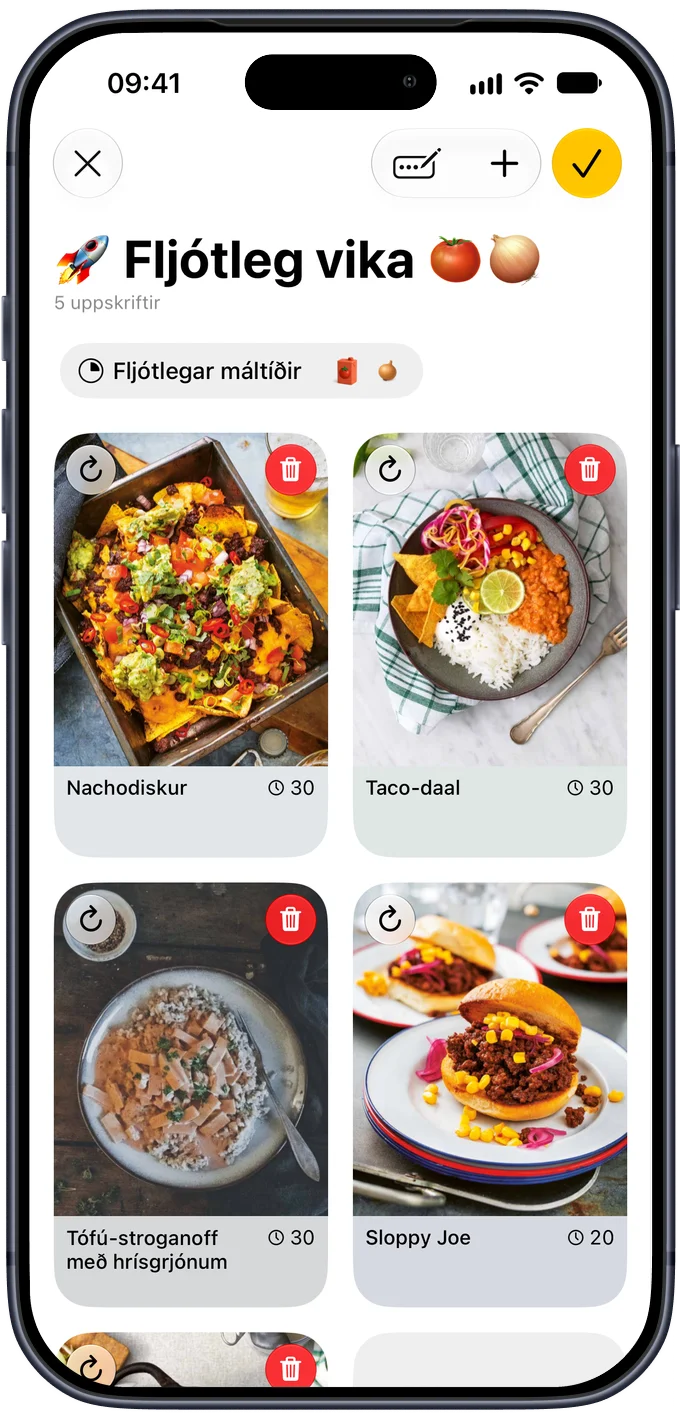 09:41
🚀 Fljótleg vika 🍅🧅
5 uppskriftir
Fljótlegar máltíðir
Nachodiskur 30
Taco-daal 30
Tófú-stroganoff 30
með hrísgrjónum
Sloppy Joe 20